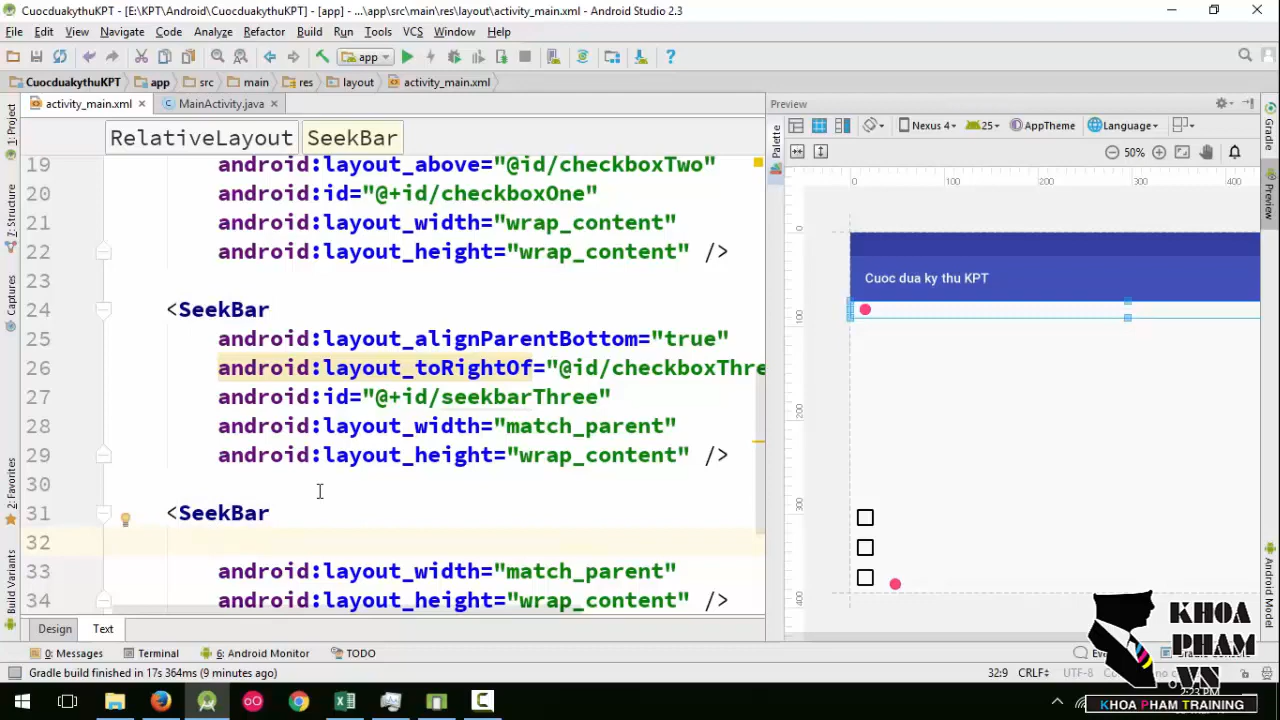 CuocduakythuKPT - [E:\KPT\Android\CuocduakythuKPT] - [app] - ...\app\src\main\res\layout\activity_main.xml - Android Studio 2.3
File Edit View Navigate Code Analyze Refactor Build Run Tools VCS Window Help
app
CuocduakythuKPT app src main res layout activity_main.xml
activity_main.xml MainActivity.java
Preview
RelativeLayout SeekBar
Nexus 4 25 AppTheme Language
50%
19 android:layout_above="@id/checkboxTwo"
20 android:id="@+id/checkboxOne"
21 android:layout_width="wrap_content"
22 android:layout_height="wrap_content" />
23
24 <SeekBar
25 android:layout_alignParentBottom="true"
26 android:layout_toRightOf="@id/checkboxThre
27 android:id="@+id/seekbarThree"
28 android:layout_width="match_parent"
29 android:layout_height="wrap_content" />
30
31 <SeekBar
32
33 android:layout_width="match_parent"
34 android:layout_height="wrap_content" />
0 100 200 300 400
0
100
200
300
400
Cuoc dua ky thu KPT
1: Project
7: Structure
Captures
2: Favorites
Build Variants
Palette
Gradle
Preview
Android Model
Design Text
0: Messages Terminal 6: Android Monitor TODO
Gradle build finished in 17s 364ms (9 minutes ago)
32:9 CRLF UTF-8
2:23 PM
KHOA
PHAM
VN
KHOA PHAM TRAINING